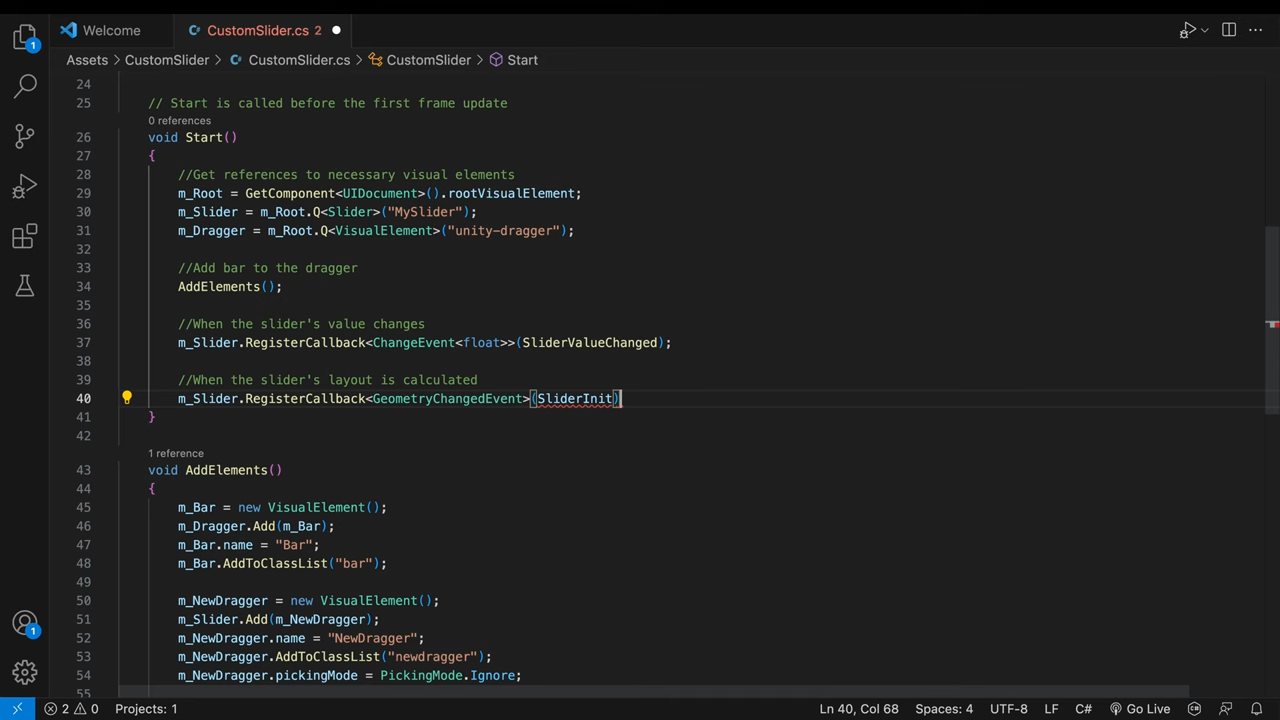 Welcome
CustomSlider.cs 2
Assets > CustomSlider > CustomSlider.cs > CustomSlider > Start
24
25 // Start is called before the first frame update
0 references
26 void Start()
27 {
28 //Get references to necessary visual elements
29 m_Root = GetComponent<UIDocument>().rootVisualElement;
30 m_Slider = m_Root.Q<Slider>("MySlider");
31 m_Dragger = m_Root.Q<VisualElement>("unity-dragger");
32
33 //Add bar to the dragger
34 AddElements();
35
36 //When the slider's value changes
37 m_Slider.RegisterCallback<ChangeEvent<float>>(SliderValueChanged);
38
39 //When the slider's layout is calculated
40 m_Slider.RegisterCallback<GeometryChangedEvent>(SliderInit)
41 }
42
1 reference
43 void AddElements()
44 {
45 m_Bar = new VisualElement();
46 m_Dragger.Add(m_Bar);
47 m_Bar.name = "Bar";
48 m_Bar.AddToClassList("bar");
49
50 m_NewDragger = new VisualElement();
51 m_Slider.Add(m_NewDragger);
52 m_NewDragger.name = "NewDragger";
53 m_NewDragger.AddToClassList("newdragger");
54 m_NewDragger.pickingMode = PickingMode.Ignore;
55
1
1
2 0 Projects: 1 Ln 40, Col 68 Spaces: 4 UTF-8 LF C# Go Live